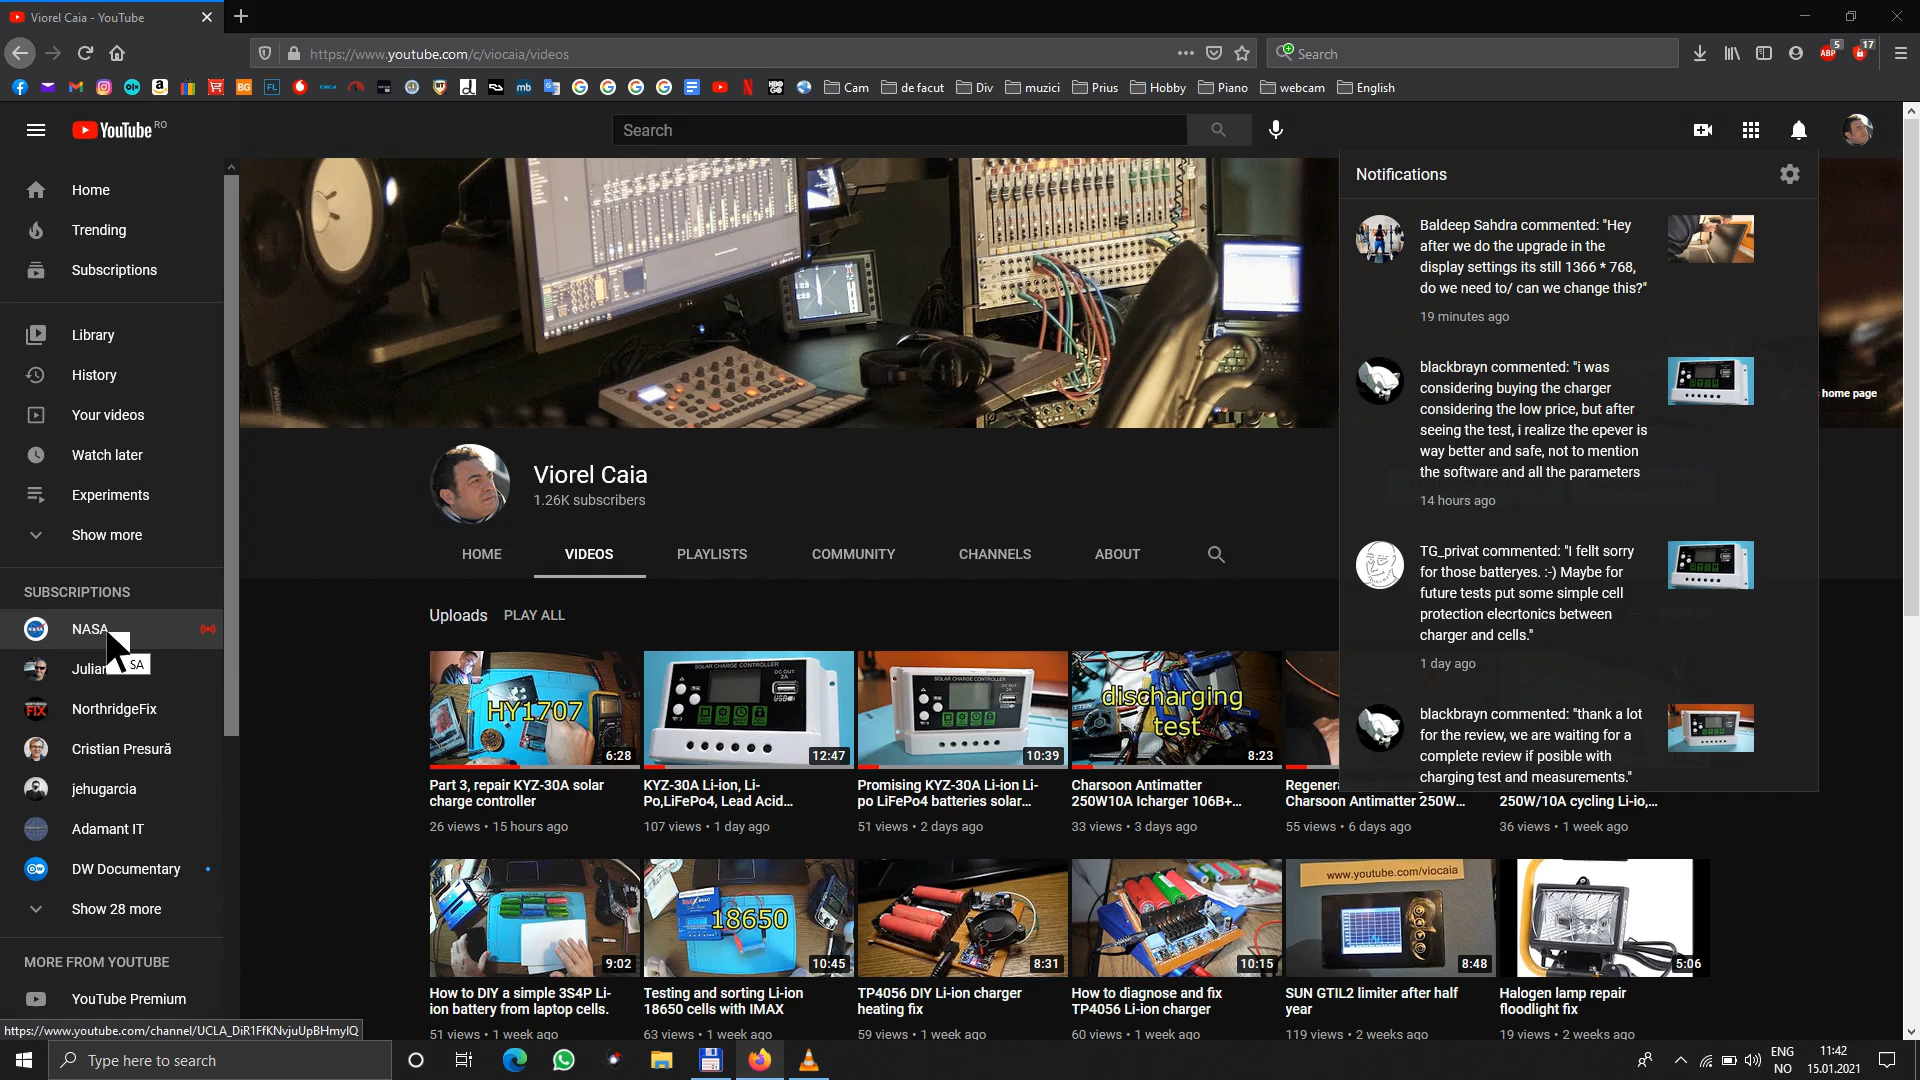 Viorel Caia - YouTube
https://www.youtube.com/c/viocaia/videos
Search
5
17
Cam
de facut
Div
muzici
Prius
Hobby
Piano
webcam
English
YouTube RO
Search
Home
Trending
Subscriptions
Library
History
Your videos
Watch later
Experiments
Show more
SUBSCRIPTIONS
NASA
SA
Julian
NorthridgeFix
Cristian Presură
jehugarcia
Adamant IT
DW Documentary
Show 28 more
MORE FROM YOUTUBE
YouTube Premium
https://www.youtube.com/channel/UCLA_DiR1FfKNvjuUpBHmylQ
home page
Viorel Caia
1.26K subscribers
HOME
VIDEOS
PLAYLISTS
COMMUNITY
CHANNELS
ABOUT
Uploads
PLAY ALL
Notifications
Baldeep Sahdra commented: "Hey
after we do the upgrade in the
display settings its still 1366 * 768,
do we need to/ can we change this?"
19 minutes ago
blackbrayn commented: "i was
considering buying the charger
considering the low price, but after
seeing the test, i realize the epever is
way better and safe, not to mention
the software and all the parameters
14 hours ago
TG_privat commented: "I fellt sorry
for those batteryes. :-) Maybe for
future tests put some simple cell
protection elecrtonics between
charger and cells."
1 day ago
blackbrayn commented: "thank a lot
for the review, we are waiting for a
complete review if posible with
charging test and measurements."
HY1707
6:28
Part 3, repair KYZ-30A solar
charge controller
26 views • 15 hours ago
SOLAR CHARGE CONTROLLER
12:47
KYZ-30A Li-ion, Li-
Po,LiFePo4, Lead Acid...
107 views • 1 day ago
SOLAR CHARGE CONTROLLER
10:39
Promising KYZ-30A Li-ion Li-
po LiFePo4 batteries solar...
51 views • 2 days ago
discharging
test
8:23
Charsoon Antimatter
250W10A Icharger 106B+...
33 views • 3 days ago
Regener
Charsoon Antimatter 250W...
55 views • 6 days ago
250W/10A cycling Li-io,...
36 views • 1 week ago
9:02
How to DIY a simple 3S4P Li-
ion battery from laptop cells.
51 views • 1 week ago
18650
10:45
Testing and sorting Li-ion
18650 cells with IMAX
63 views • 1 week ago
8:31
TP4056 DIY Li-ion charger
heating fix
59 views • 1 week ago
10:15
How to diagnose and fix
TP4056 Li-ion charger
60 views • 1 week ago
www.youtube.com/viocaia
8:48
SUN GTIL2 limiter after half
year
119 views • 2 weeks ago
5:06
Halogen lamp repair
floodlight fix
19 views • 2 weeks ago
Type here to search
ENG
NO
11:42
15.01.2021